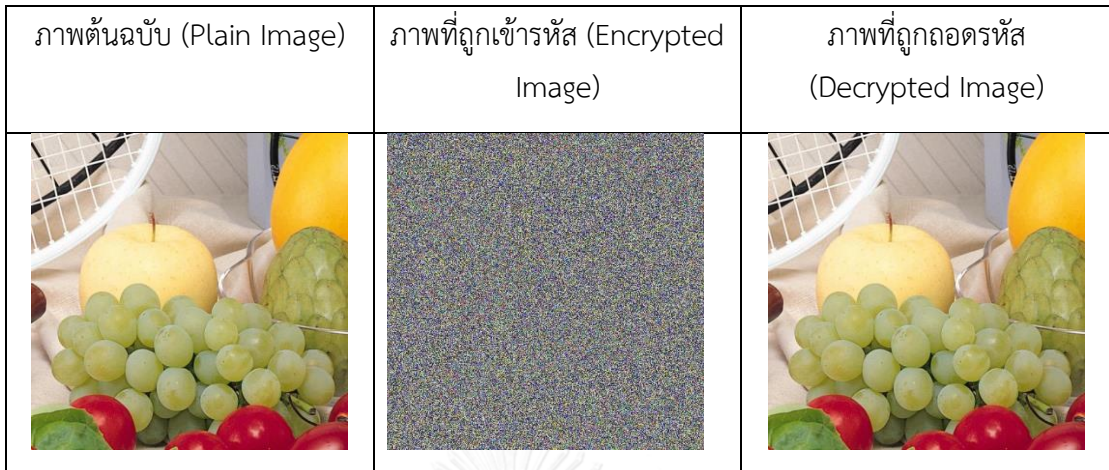 ภาพต้นฉบับ (Plain Image)
ภาพที่ถูกเข้ารหัส (Encrypted
Image)
ภาพที่ถูกถอดรหัส
(Decrypted Image)